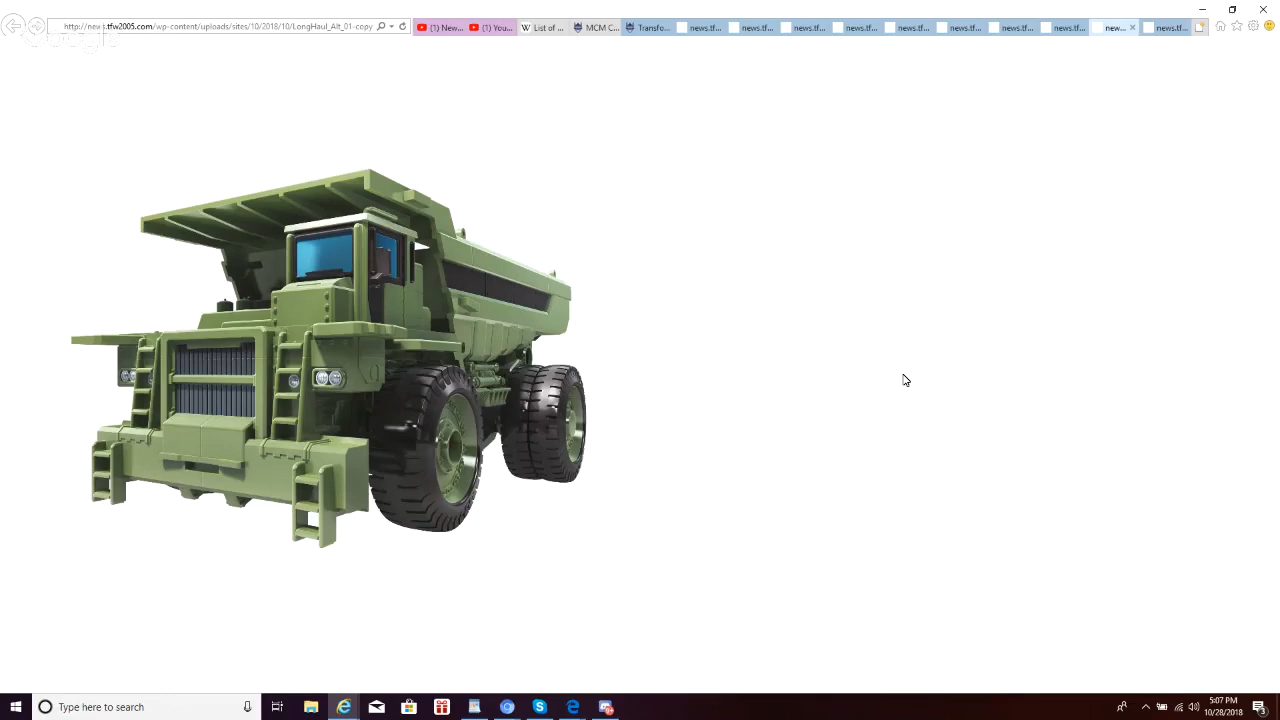 http://news.tfw2005.com/wp-content/uploads/sites/10/2018/10/LongHaul_Alt_01-copy
(1) New...
(1) You...
W List of ...
MCM C...
Transfo...
news.tf...
news.tf...
news.tf...
news.tf...
news.tf...
news.tf...
news.tf...
news.tf...
new...
news.tf...
Type here to search
5:07 PM
10/28/2018